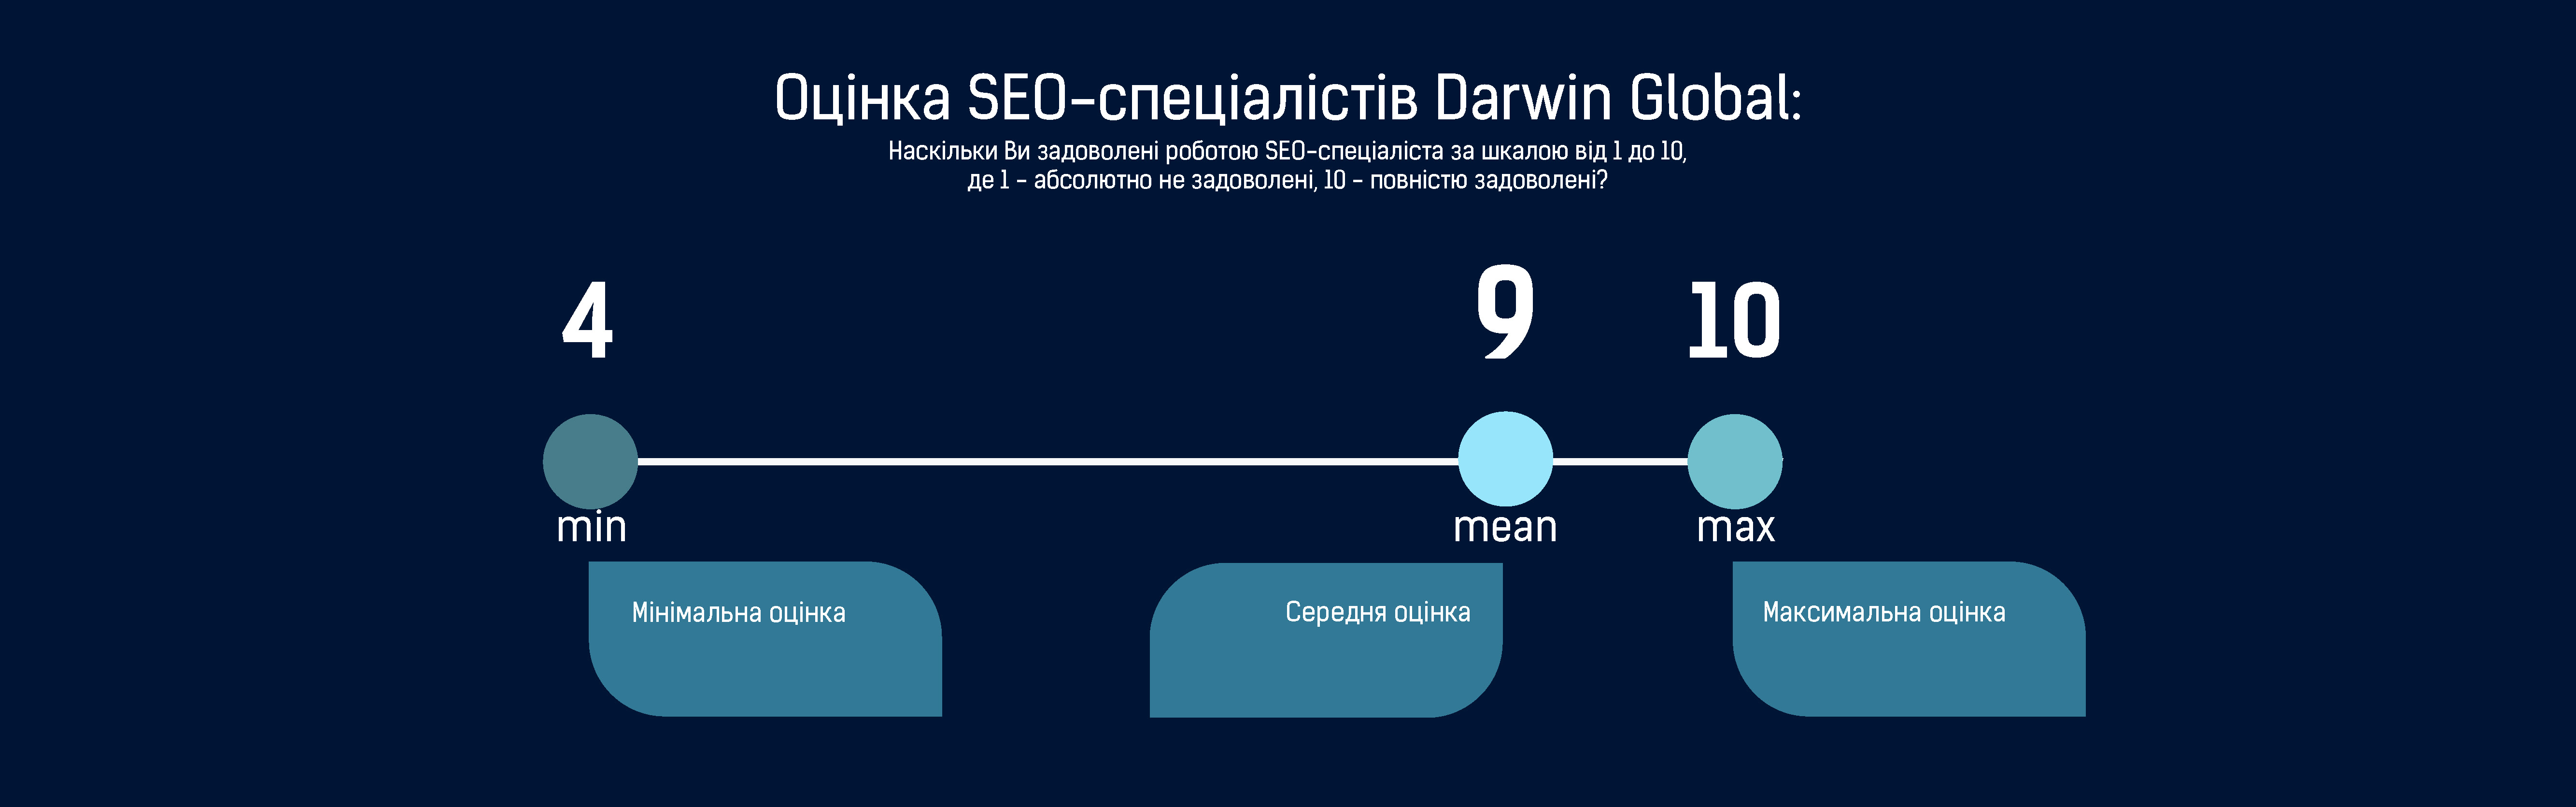 Оцінка SEO-спеціалістів Darwin Global:
Наскільки Ви задоволені роботою SEO-спеціаліста за шкалою від 1 до 10,
де 1 - абсолютно не задоволені, 10 - повністю задоволені?
4
9
10
min
mean
max
Мінімальна оцінка
Середня оцінка
Максимальна оцінка